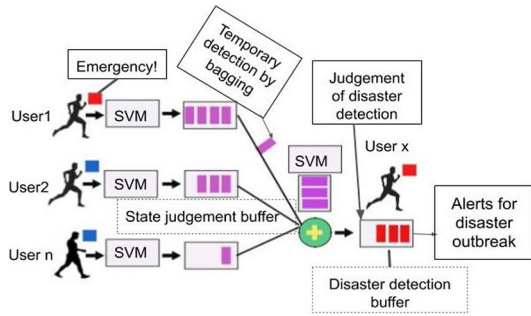 Temporary
detection by
bagging
Emergency!
Judgement
of disaster
detection
User1
SVM
SVM
User x
User2
SVM
State judgement buffer
Alerts for
disaster
outbreak
User n
SVM
Disaster detection
buffer